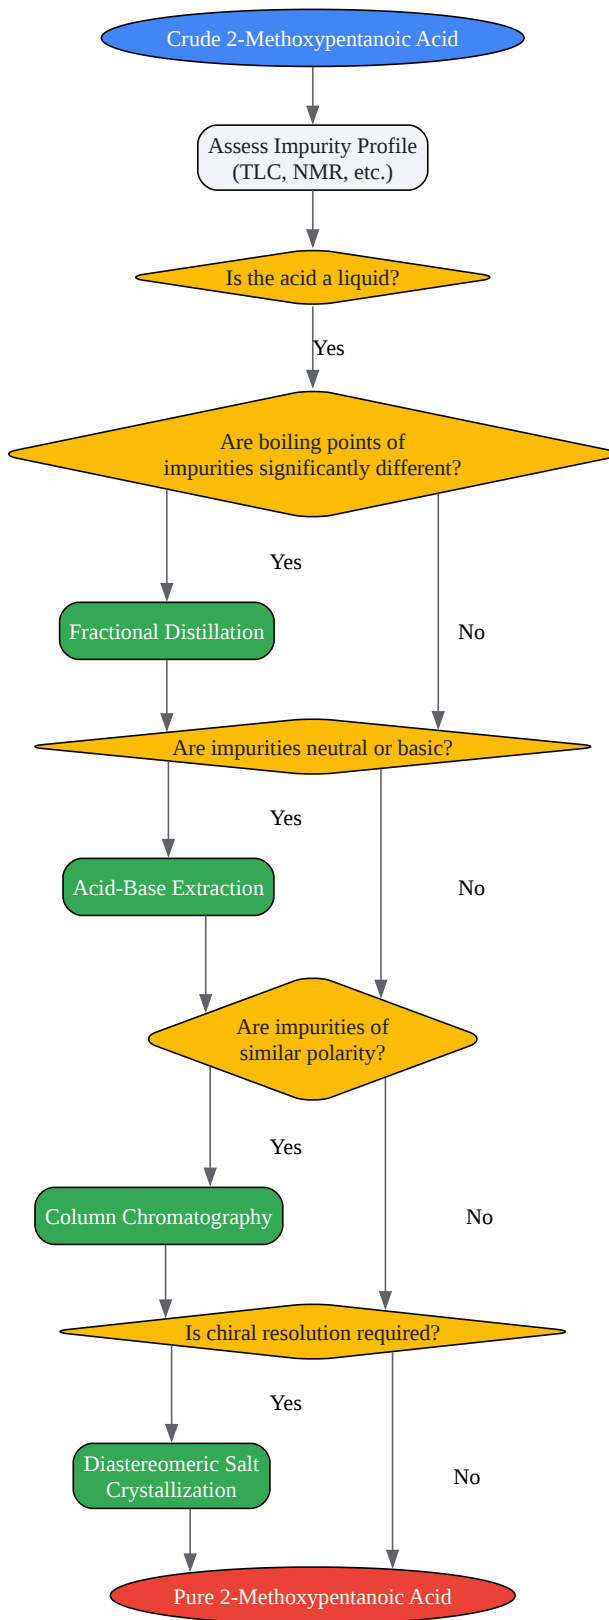 Crude 2-Methoxypentanoic Acid
Assess Impurity Profile
(TLC, NMR, etc.)
Is the acid a liquid?
Yes
Are boiling points of
impurities significantly different?
Yes
Fractional Distillation
No
Are impurities neutral or basic?
Yes
Acid-Base Extraction
No
Are impurities of
similar polarity?
Yes
Column Chromatography
No
Is chiral resolution required?
Yes
Diastereomeric Salt
Crystallization
No
Pure 2-Methoxypentanoic Acid